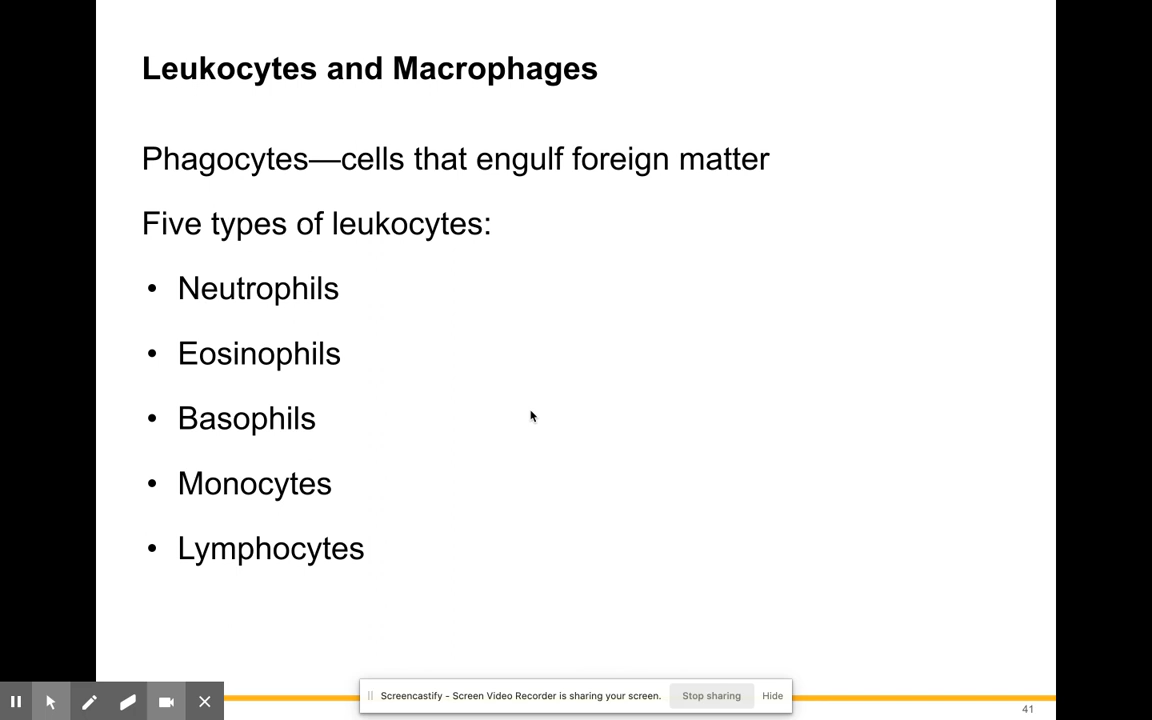 Leukocytes and Macrophages
Phagocytes—cells that engulf foreign matter
Five types of leukocytes:
• Neutrophils
• Eosinophils
• Basophils
• Monocytes
• Lymphocytes
Screencastify - Screen Video Recorder is sharing your screen. Stop sharing Hide
41